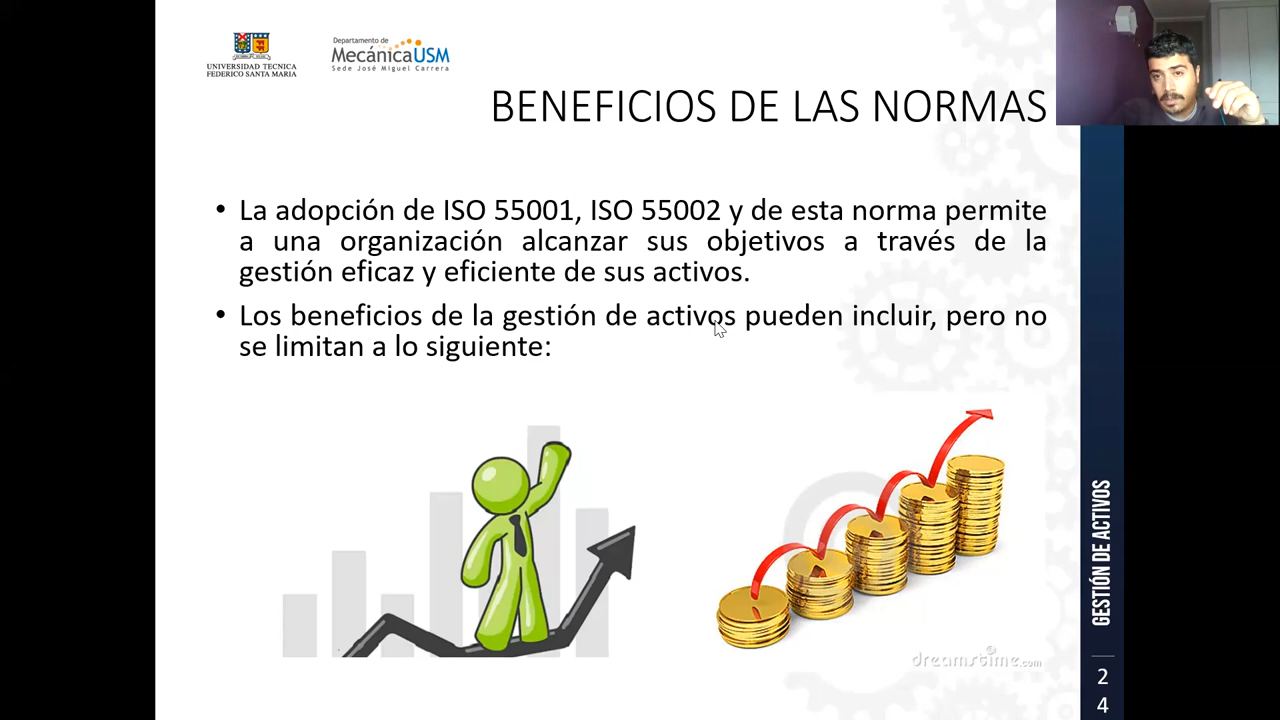 UNIVERSIDAD TECNICA
FEDERICO SANTA MARIA
Departamento de
MecánicaUSM
Sede José Miguel Carrera
BENEFICIOS DE LAS NORMAS
• La adopción de ISO 55001, ISO 55002 y de esta norma permite
a una organización alcanzar sus objetivos a través de la
gestión eficaz y eficiente de sus activos.
• Los beneficios de la gestión de activos pueden incluir, pero no
se limitan a lo siguiente:
dreamstime.com
GESTIÓN DE ACTIVOS
2
4